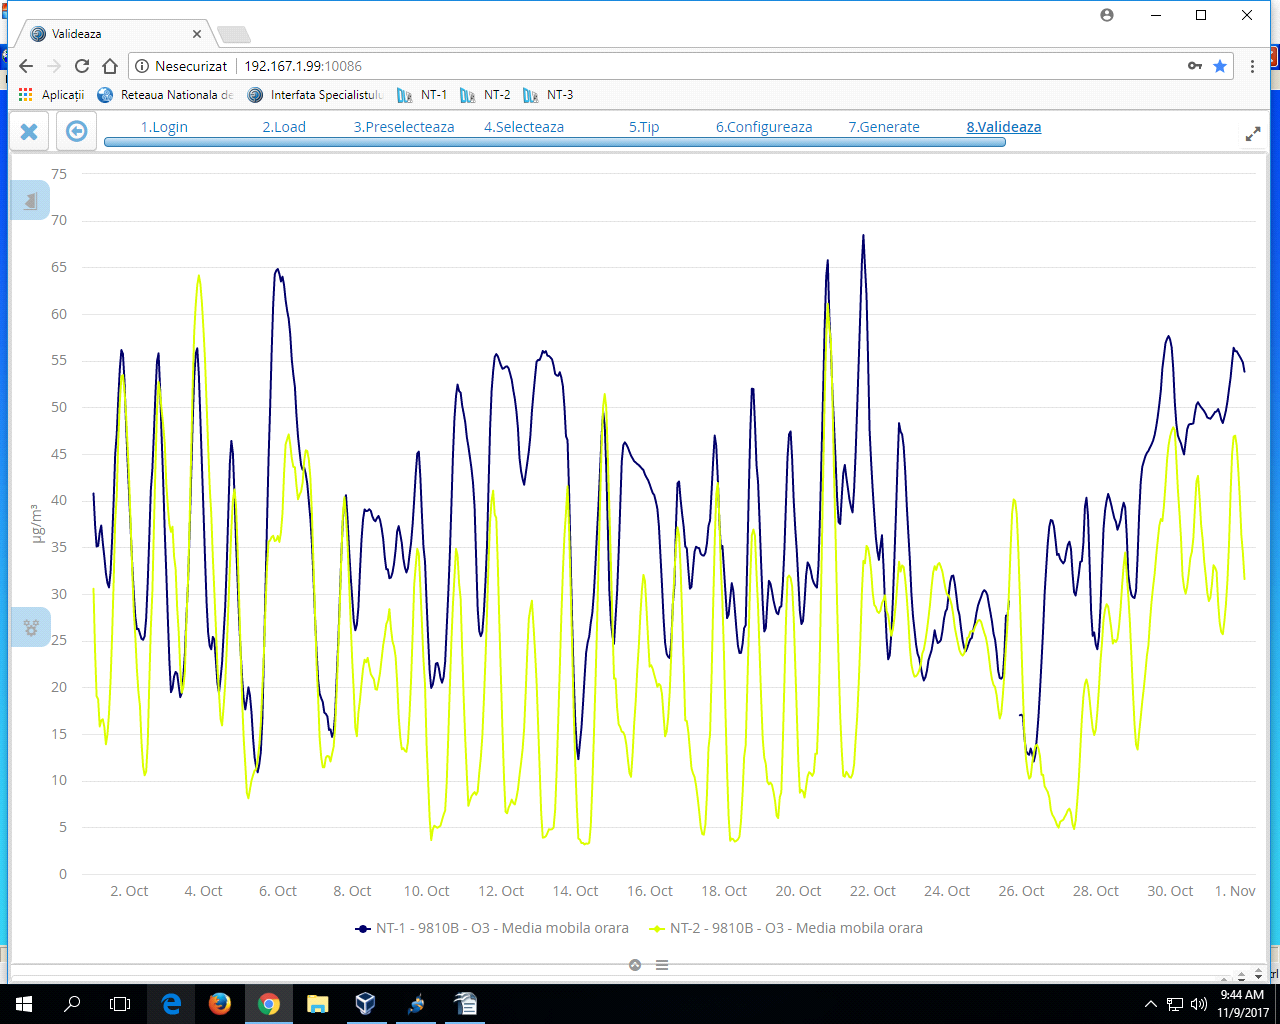 Valideaza
Nesecurizat 192.167.1.99:10086
Aplicații Reteaua Nationala de Interfata Specialistulu NT-1 NT-2 NT-3
1.Login 2.Load 3.Preselecteaza 4.Selecteaza 5.Tip 6.Configureaza 7.Generate 8.Valideaza
75
70
65
60
55
50
45
40
35
30
25
20
15
10
5
0
µg/m³
2. Oct 4. Oct 6. Oct 8. Oct 10. Oct 12. Oct 14. Oct 16. Oct 18. Oct 20. Oct 22. Oct 24. Oct 26. Oct 28. Oct 30. Oct 1. Nov
NT-1 - 9810B - O3 - Media mobila orara NT-2 - 9810B - O3 - Media mobila orara
9:44 AM
11/9/2017